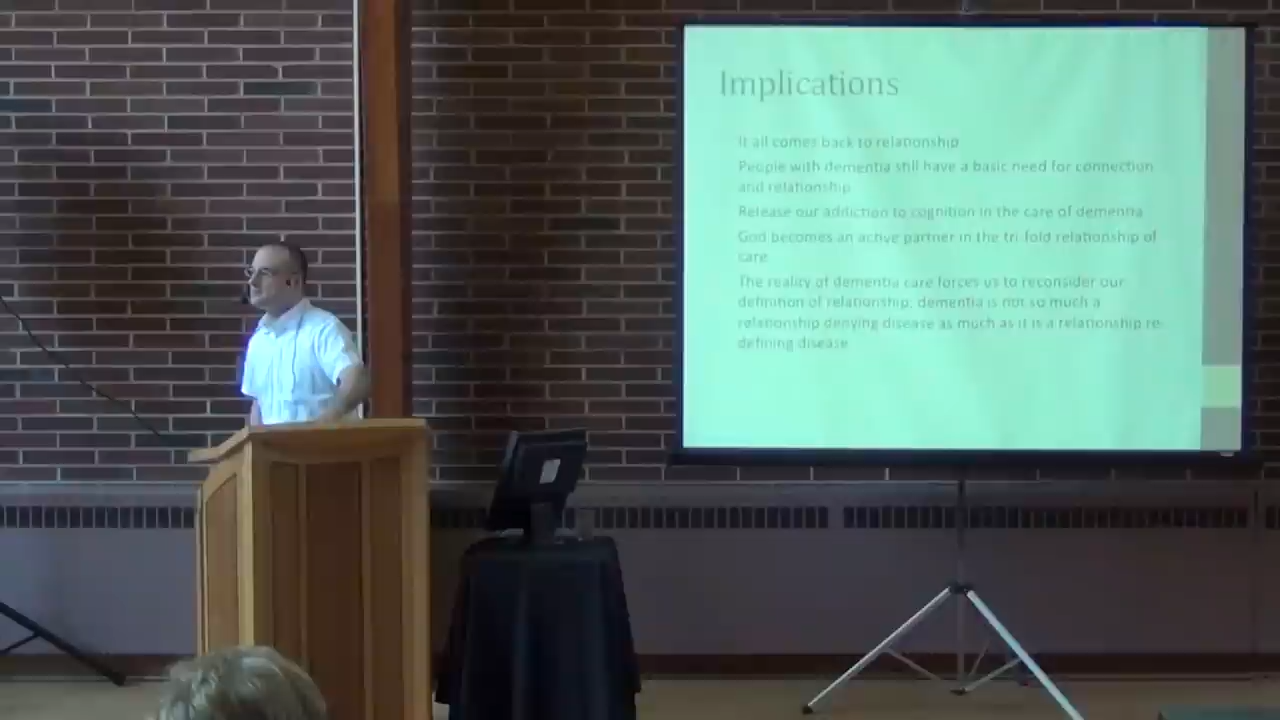 Implications
It all comes back to relationship
People with dementia still have a basic need for connection
and relationship
Release our addiction to cognition in the care of dementia
God becomes an active partner in the tri-fold relationship of
care
The reality of dementia care forces us to reconsider our
definition of relationship, dementia is not so much a
relationship denying disease as much as it is a relationship re-
defining disease